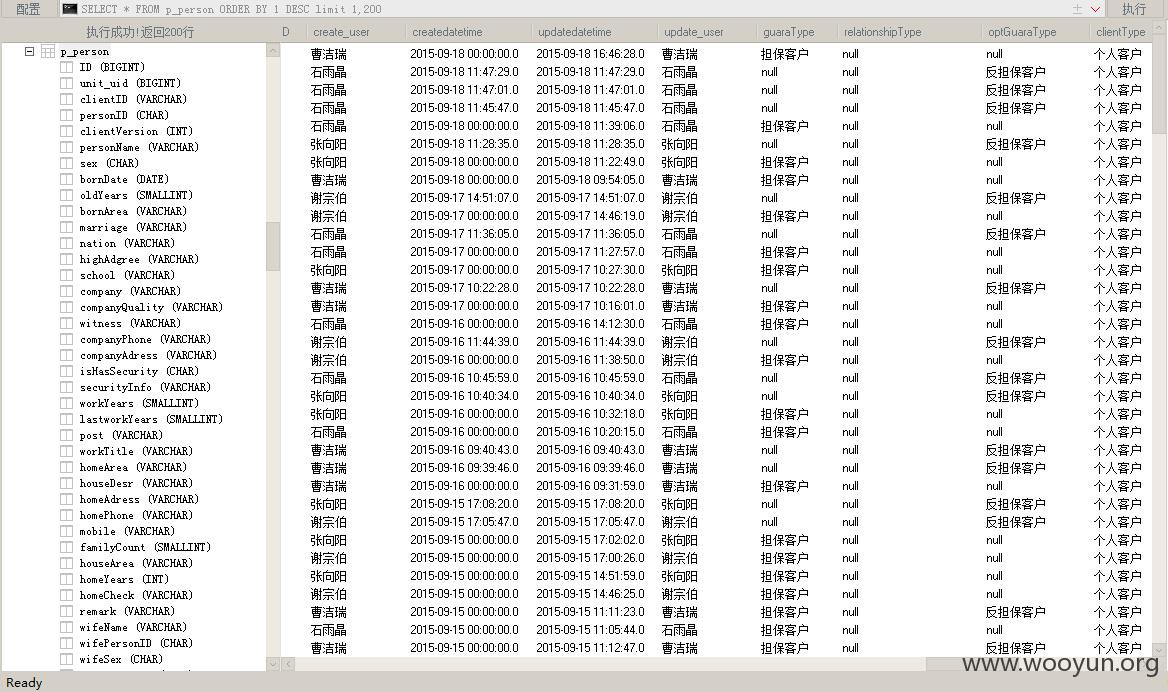 配置 SELECT * FROM p_person ORDER BY 1 DESC limit 1,200 执行
执行成功!返回200行 D create_user createdatetime updatedatetime update_user guaraType relationshipType optGuaraType clientType
p_person
ID (BIGINT)
unit_uid (BIGINT)
clientID (VARCHAR)
personID (CHAR)
clientVersion (INT)
personName (VARCHAR)
sex (CHAR)
bornDate (DATE)
oldYears (SMALLINT)
bornArea (VARCHAR)
marriage (VARCHAR)
nation (VARCHAR)
highAdgree (VARCHAR)
school (VARCHAR)
company (VARCHAR)
companyQuality (VARCHAR)
witness (VARCHAR)
companyPhone (VARCHAR)
companyAdress (VARCHAR)
isHasSecurity (CHAR)
securityInfo (VARCHAR)
workYears (SMALLINT)
lastworkYears (SMALLINT)
post (VARCHAR)
workTitle (VARCHAR)
homeArea (VARCHAR)
houseDesr (VARCHAR)
homeAdress (VARCHAR)
homePhone (VARCHAR)
mobile (VARCHAR)
familyCount (SMALLINT)
houseArea (VARCHAR)
homeYears (INT)
homeCheck (VARCHAR)
remark (VARCHAR)
wifeName (VARCHAR)
wifePersonID (CHAR)
wifeSex (CHAR)
曹洁瑞 2015-09-18 00:00:00.0 2015-09-18 16:46:28.0 曹洁瑞 担保客户 null null 个人客户
石雨晶 2015-09-18 11:47:29.0 2015-09-18 11:47:29.0 石雨晶 null null 反担保客户 个人客户
石雨晶 2015-09-18 11:47:01.0 2015-09-18 11:47:01.0 石雨晶 null null 反担保客户 个人客户
石雨晶 2015-09-18 11:45:47.0 2015-09-18 11:45:47.0 石雨晶 null null 反担保客户 个人客户
石雨晶 2015-09-18 00:00:00.0 2015-09-18 11:39:06.0 石雨晶 担保客户 null null 个人客户
张向阳 2015-09-18 11:28:35.0 2015-09-18 11:28:35.0 张向阳 null null 反担保客户 个人客户
张向阳 2015-09-18 00:00:00.0 2015-09-18 11:22:49.0 张向阳 担保客户 null null 个人客户
曹洁瑞 2015-09-18 00:00:00.0 2015-09-18 09:54:05.0 曹洁瑞 担保客户 null null 个人客户
谢宗伯 2015-09-17 14:51:07.0 2015-09-17 14:51:07.0 谢宗伯 null null 反担保客户 个人客户
谢宗伯 2015-09-17 00:00:00.0 2015-09-17 14:46:19.0 谢宗伯 担保客户 null null 个人客户
石雨晶 2015-09-17 11:36:05.0 2015-09-17 11:36:05.0 石雨晶 null null 反担保客户 个人客户
石雨晶 2015-09-17 00:00:00.0 2015-09-17 11:27:57.0 石雨晶 担保客户 null null 个人客户
张向阳 2015-09-17 00:00:00.0 2015-09-17 10:27:30.0 张向阳 担保客户 null null 个人客户
曹洁瑞 2015-09-17 10:22:28.0 2015-09-17 10:22:28.0 曹洁瑞 null null 反担保客户 个人客户
曹洁瑞 2015-09-17 00:00:00.0 2015-09-17 10:16:01.0 曹洁瑞 担保客户 null null 个人客户
石雨晶 2015-09-16 00:00:00.0 2015-09-16 14:12:30.0 石雨晶 担保客户 null null 个人客户
谢宗伯 2015-09-16 11:44:39.0 2015-09-16 11:44:39.0 谢宗伯 null null 反担保客户 个人客户
谢宗伯 2015-09-16 00:00:00.0 2015-09-16 11:38:50.0 谢宗伯 担保客户 null null 个人客户
石雨晶 2015-09-16 10:45:59.0 2015-09-16 10:45:59.0 石雨晶 null null 反担保客户 个人客户
张向阳 2015-09-16 10:40:34.0 2015-09-16 10:40:34.0 张向阳 null null 反担保客户 个人客户
张向阳 2015-09-16 00:00:00.0 2015-09-16 10:32:18.0 张向阳 担保客户 null null 个人客户
石雨晶 2015-09-16 00:00:00.0 2015-09-16 10:20:15.0 石雨晶 担保客户 null null 个人客户
曹洁瑞 2015-09-16 09:40:43.0 2015-09-16 09:40:43.0 曹洁瑞 null null 反担保客户 个人客户
曹洁瑞 2015-09-16 09:39:46.0 2015-09-16 09:39:46.0 曹洁瑞 null null 反担保客户 个人客户
曹洁瑞 2015-09-16 00:00:00.0 2015-09-16 09:31:59.0 曹洁瑞 担保客户 null null 个人客户
张向阳 2015-09-15 17:08:20.0 2015-09-15 17:08:20.0 张向阳 null null 反担保客户 个人客户
谢宗伯 2015-09-15 17:05:47.0 2015-09-15 17:05:47.0 谢宗伯 null null 反担保客户 个人客户
张向阳 2015-09-15 00:00:00.0 2015-09-15 17:02:02.0 张向阳 担保客户 null null 个人客户
谢宗伯 2015-09-15 00:00:00.0 2015-09-15 17:00:26.0 谢宗伯 担保客户 null null 个人客户
张向阳 2015-09-15 00:00:00.0 2015-09-15 14:51:59.0 张向阳 担保客户 null null 个人客户
谢宗伯 2015-09-15 00:00:00.0 2015-09-15 14:46:25.0 谢宗伯 担保客户 null null 个人客户
曹洁瑞 2015-09-15 00:00:00.0 2015-09-15 11:11:23.0 曹洁瑞 担保客户 null 反担保客户 个人客户
石雨晶 2015-09-15 00:00:00.0 2015-09-15 11:05:44.0 石雨晶 担保客户 null null 个人客户
曹洁瑞 2015-09-15 00:00:00.0 2015-09-15 11:12:47.0 曹洁瑞 担保客户 null 反担保客户 个人客户
www.wooyun.org
Ready